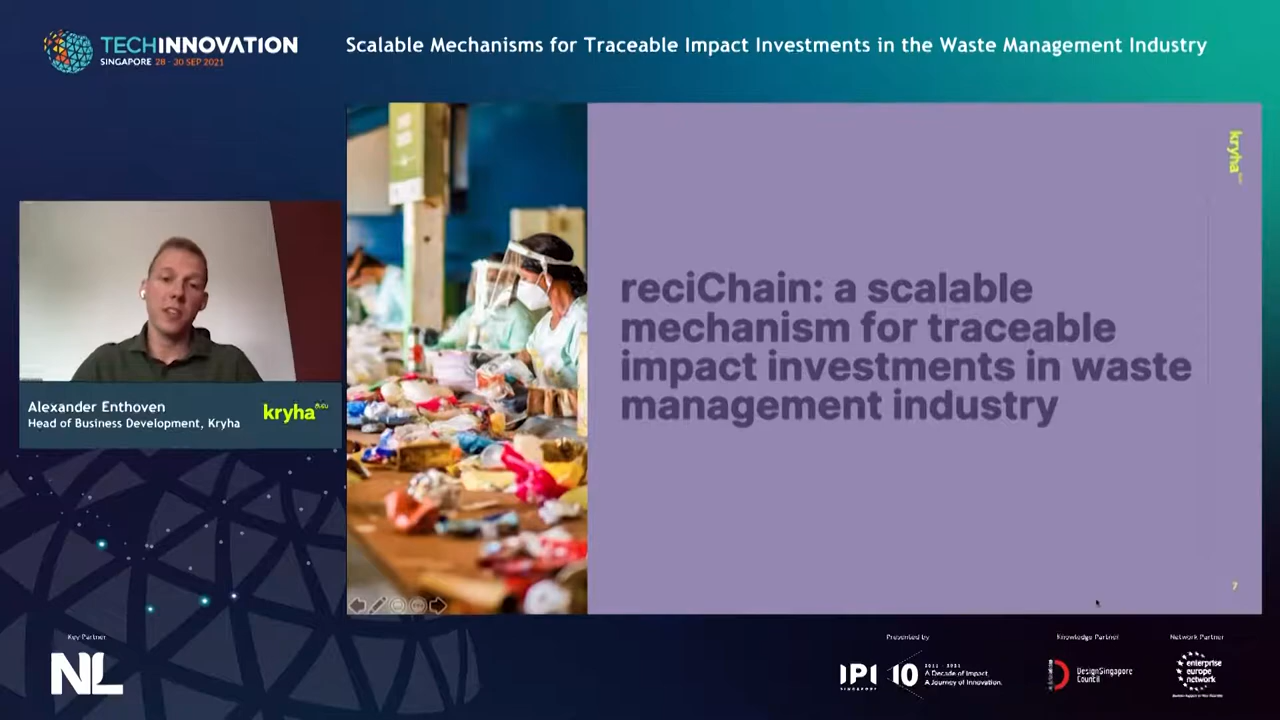 TECHINNOVATION
SINGAPORE 28 - 30 SEP 2021
Scalable Mechanisms for Traceable Impact Investments in the Waste Management Industry
kryha
reciChain: a scalable
mechanism for traceable
impact investments in waste
management industry
7
Alexander Enthoven
Head of Business Development, Kryha
kryha
Key Partner
NL
Presented by
IPI
SINGAPORE
10
2011 - 2021
A Decade of Impact.
A Journey of Innovation.
Knowledge Partner
DesignSingapore
Council
Network Partner
enterprise
europe
network